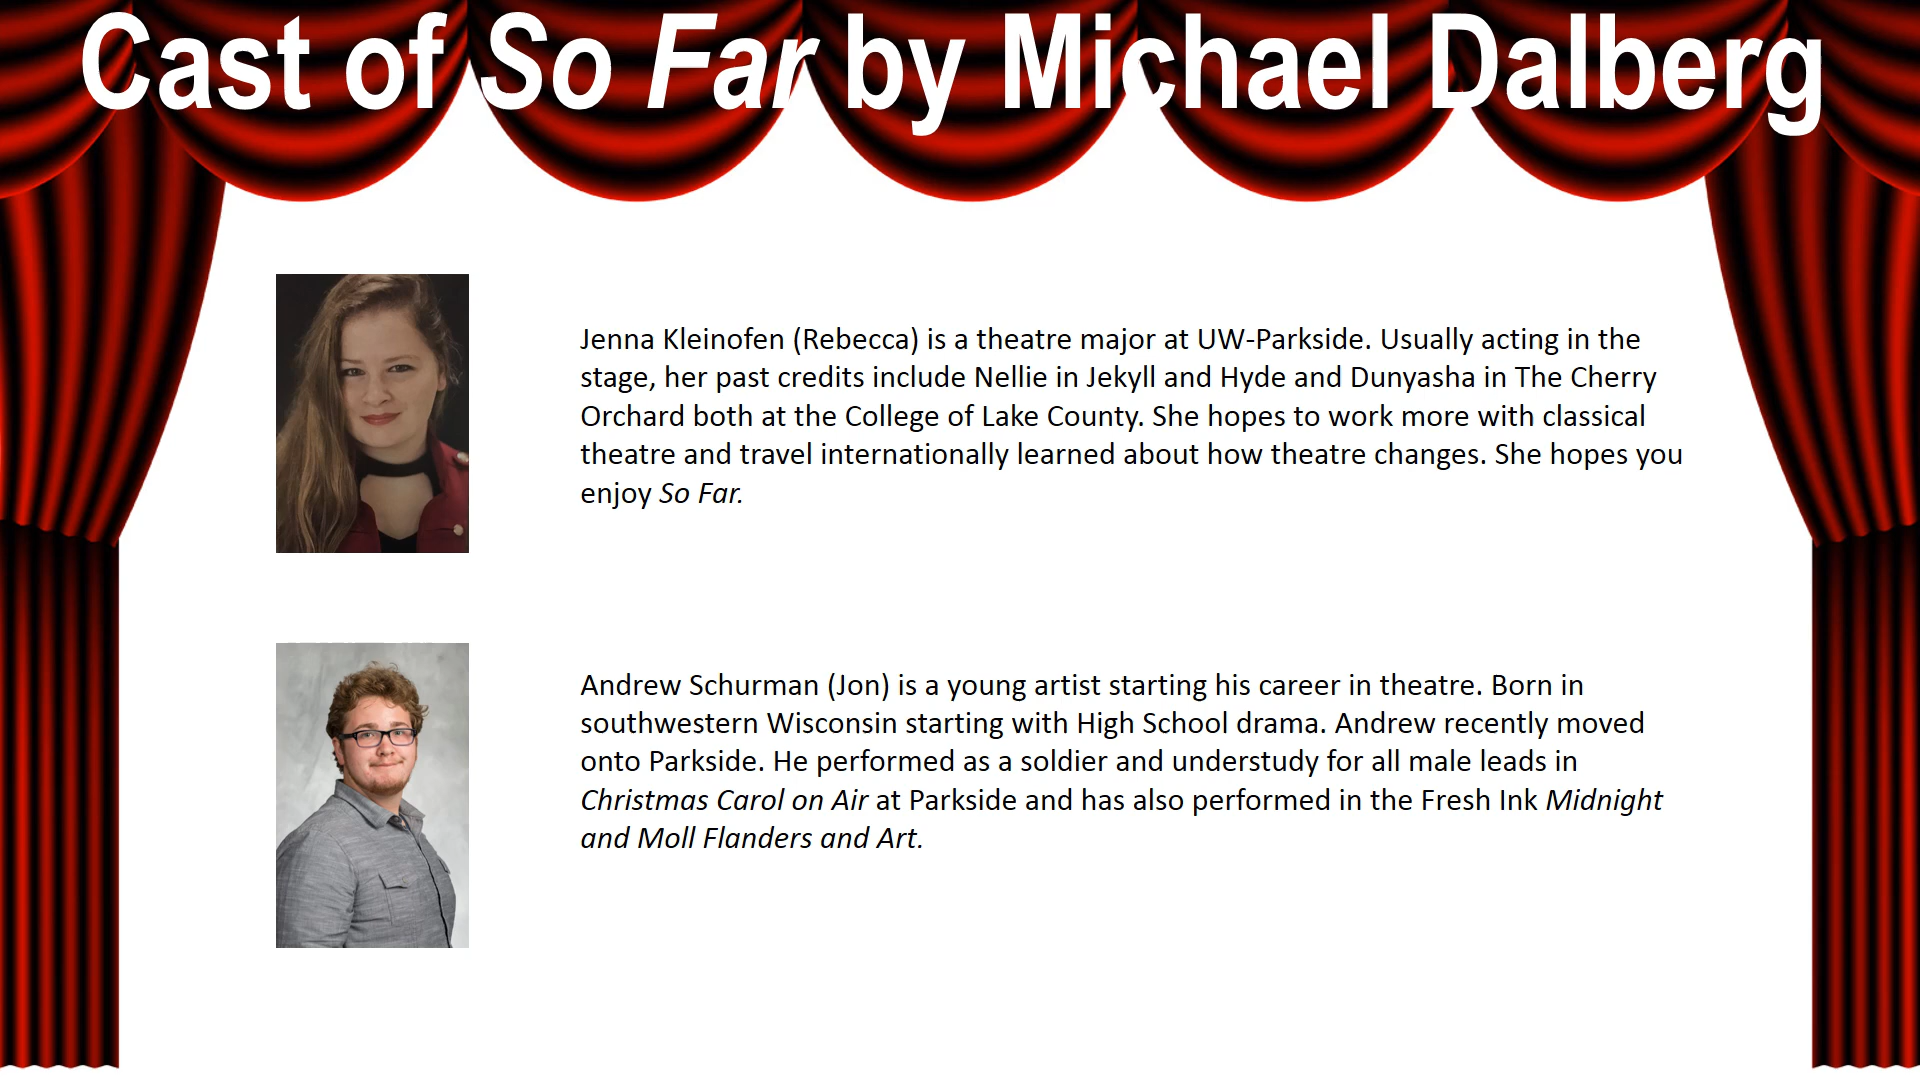 Cast of So Far by Michael Dalberg
Jenna Kleinofen (Rebecca) is a theatre major at UW-Parkside. Usually acting in the
stage, her past credits include Nellie in Jekyll and Hyde and Dunyasha in The Cherry
Orchard both at the College of Lake County. She hopes to work more with classical
theatre and travel internationally learned about how theatre changes. She hopes you
enjoy So Far.
Andrew Schurman (Jon) is a young artist starting his career in theatre. Born in
southwestern Wisconsin starting with High School drama. Andrew recently moved
onto Parkside. He performed as a soldier and understudy for all male leads in
Christmas Carol on Air at Parkside and has also performed in the Fresh Ink Midnight
and Moll Flanders and Art.